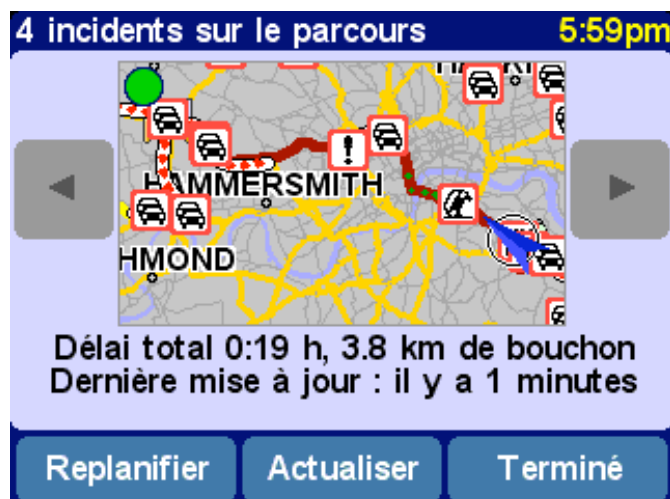 4 incidents sur le parcours 5:59pm
HAMMERSMITH
HMOND
Délai total 0:19 h, 3.8 km de bouchon
Dernière mise à jour : il y a 1 minutes
Replanifier Actualiser Terminé